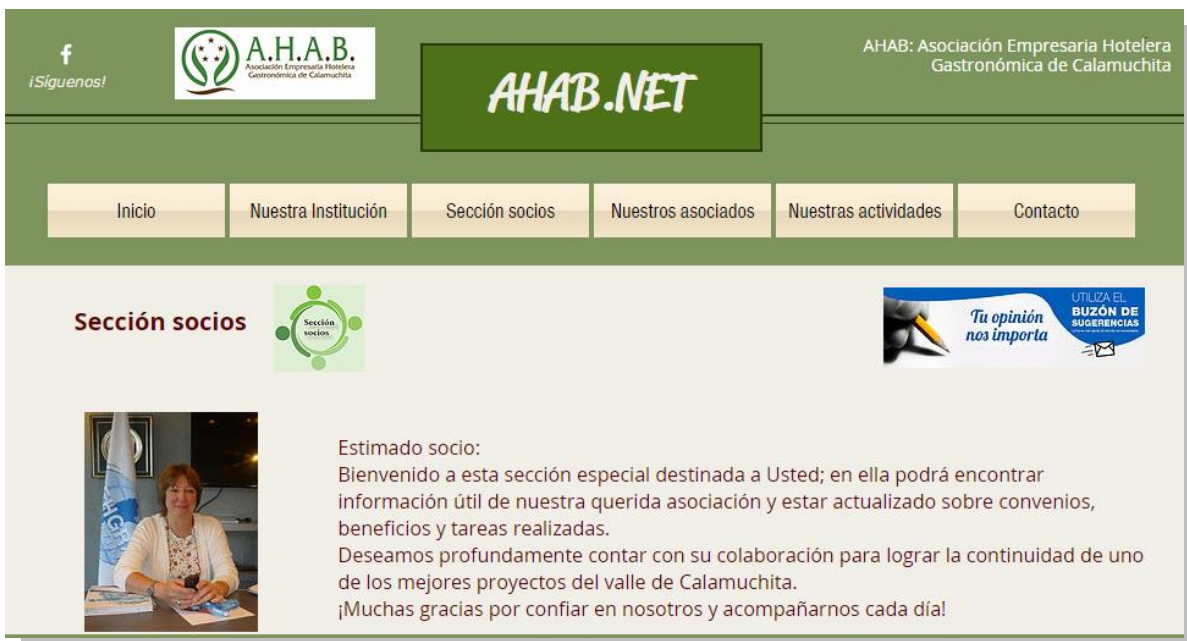 f
¡Síguenos!
A.H.A.B.
Asociación Empresaria Hotelera
Gastronómica de Calamuchita
AHAB.NET
AHAB: Asociación Empresaria Hotelera
Gastronómica de Calamuchita
Inicio
Nuestra Institución
Sección socios
Nuestros asociados
Nuestras actividades
Contacto
Sección socios
Sección
socios
Tu opinión
nos importa
UTILIZA EL
BUZÓN DE
SUGERENCIAS
Estimado socio:
Bienvenido a esta sección especial destinada a Usted; en ella podrá encontrar
información útil de nuestra querida asociación y estar actualizado sobre convenios,
beneficios y tareas realizadas.
Deseamos profundamente contar con su colaboración para lograr la continuidad de uno
de los mejores proyectos del valle de Calamuchita.
¡Muchas gracias por confiar en nosotros y acompañarnos cada día!